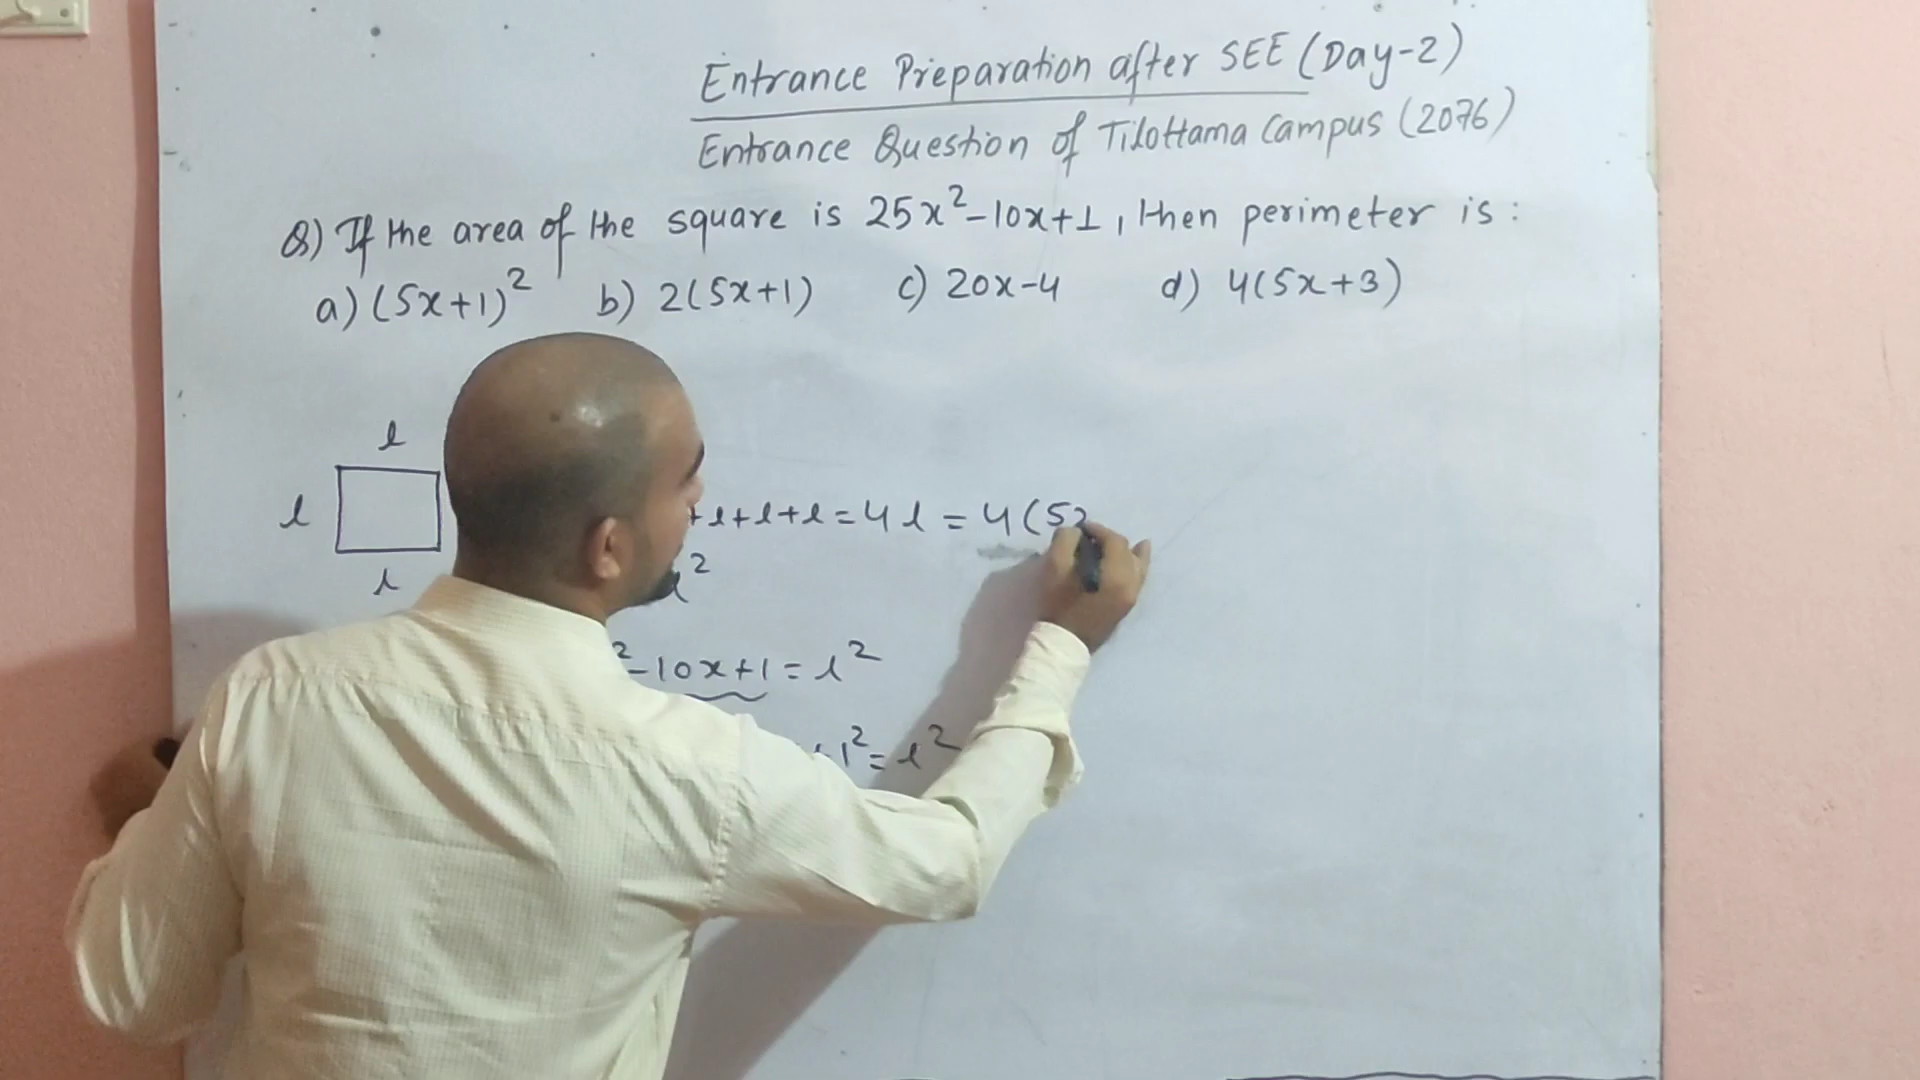 Entrance Preparation after SEE (Day-2)
Entrance Question of Tilottama Campus (2076)
Q) If the area of the square is 25x²-10x+1, then perimeter is:
a) (5x+1)² b) 2(5x+1) c) 20x-4 d) 4(5x+3)
l
l
+l+l+l=4l = 4(5x
l
l²
²-10x+1=l²
1²=l²